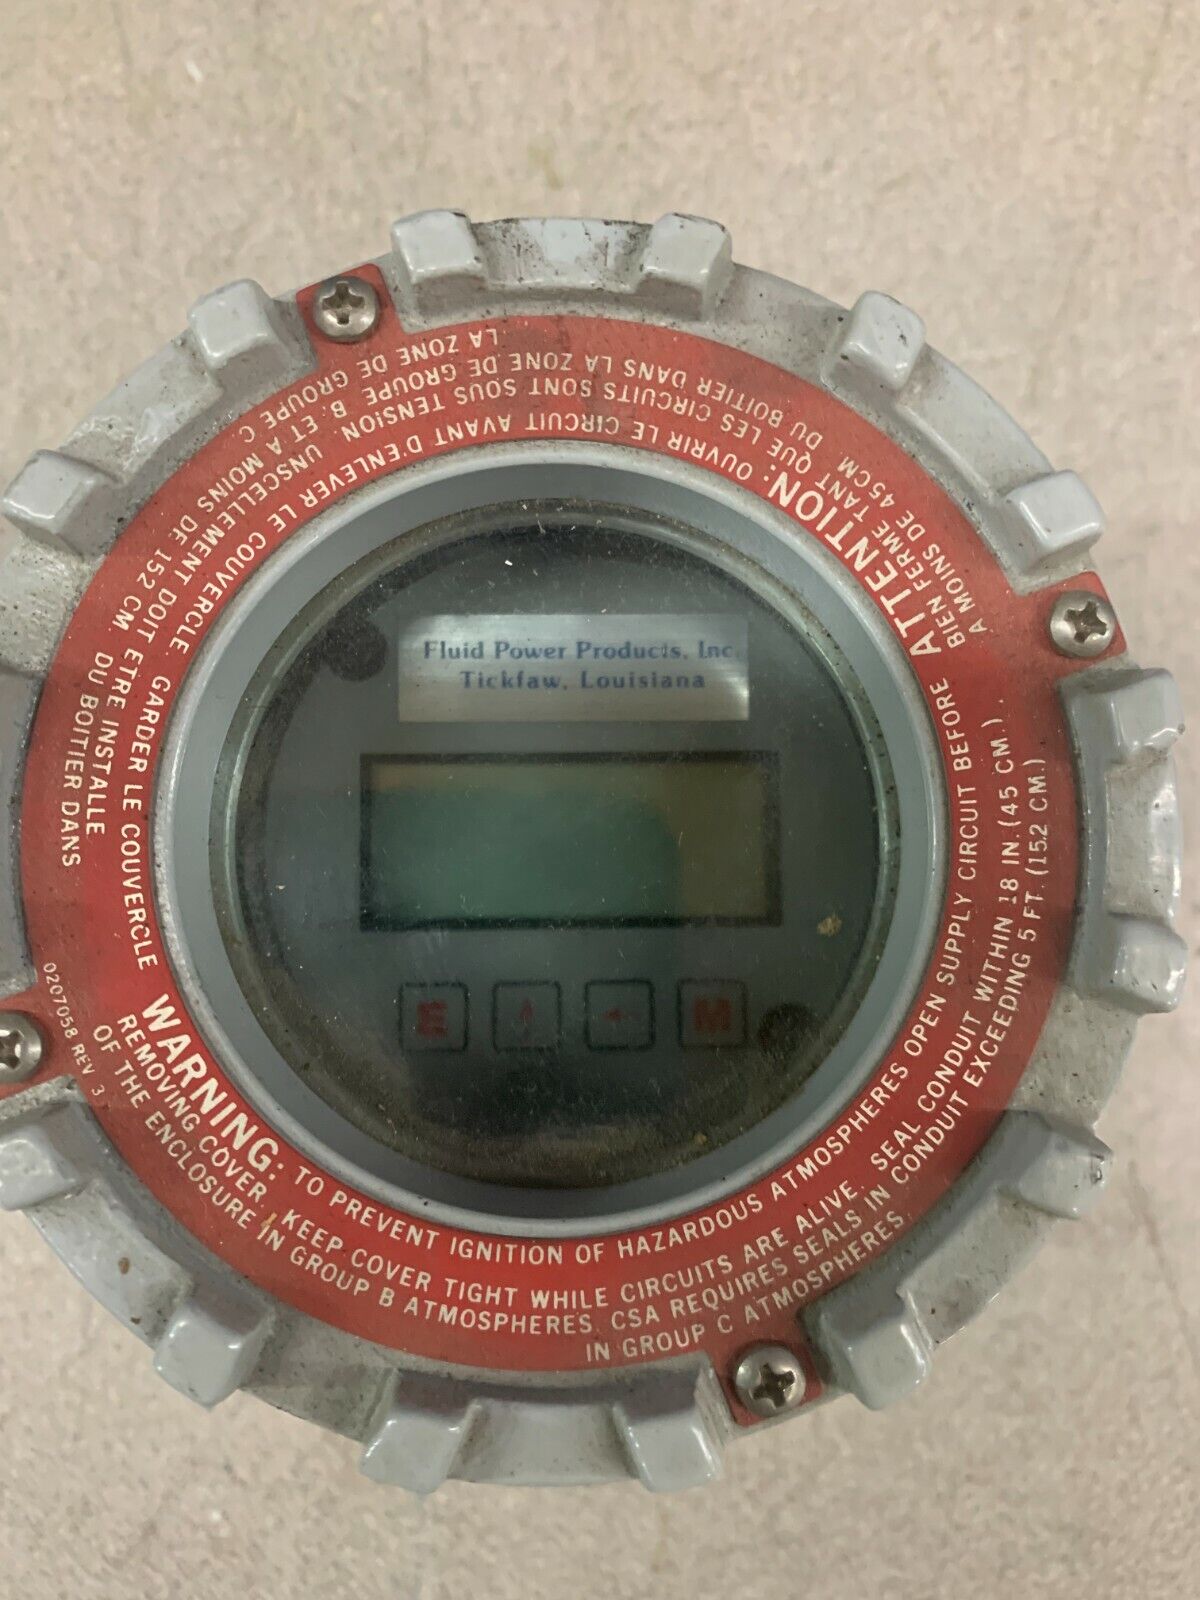 Fluid Power Products, Inc.
Tickfaw, Louisiana
E
M
WARNING: TO PREVENT IGNITION OF HAZARDOUS ATMOSPHERES OPEN SUPPLY CIRCUIT BEFORE
REMOVING COVER. KEEP COVER TIGHT WHILE CIRCUITS ARE ALIVE. SEAL CONDUIT WITHIN 18 IN. (45 CM.)
OF THE ENCLOSURE IN GROUP B ATMOSPHERES. CSA REQUIRES SEALS IN CONDUIT EXCEEDING 5 FT. (152 CM.)
IN GROUP C ATMOSPHERES.
ATTENTION: OUVRIR LE CIRCUIT AVANT D'ENLEVER LE COUVERCLE. GARDER LE COUVERCLE
BIEN FERME TANT QUE LES CIRCUITS SONT SOUS TENSION. UN SCELLEMENT DOIT ETRE INSTALLE
A MOINS DE 45CM. DU BOITIER DANS LA ZONE DE GROUPE B. ET A MOINS DE 152 CM. DU BOITIER DANS
LA ZONE DE GROUPE C
0207058 REV 3